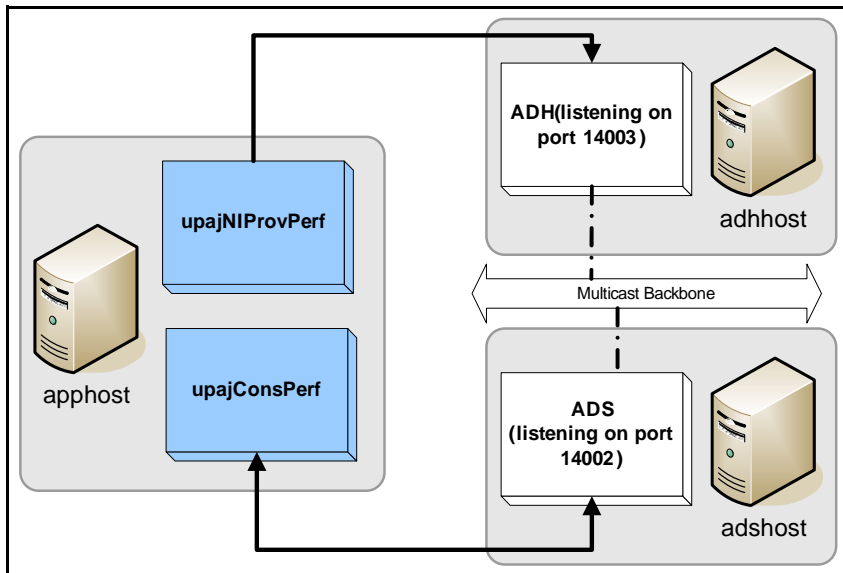 upajNIProvPerf
apphost
upajConsPerf
ADH(listening on
port 14003)
adhhost
Multicast Backbone
ADS
(listening on port
14002)
adshost